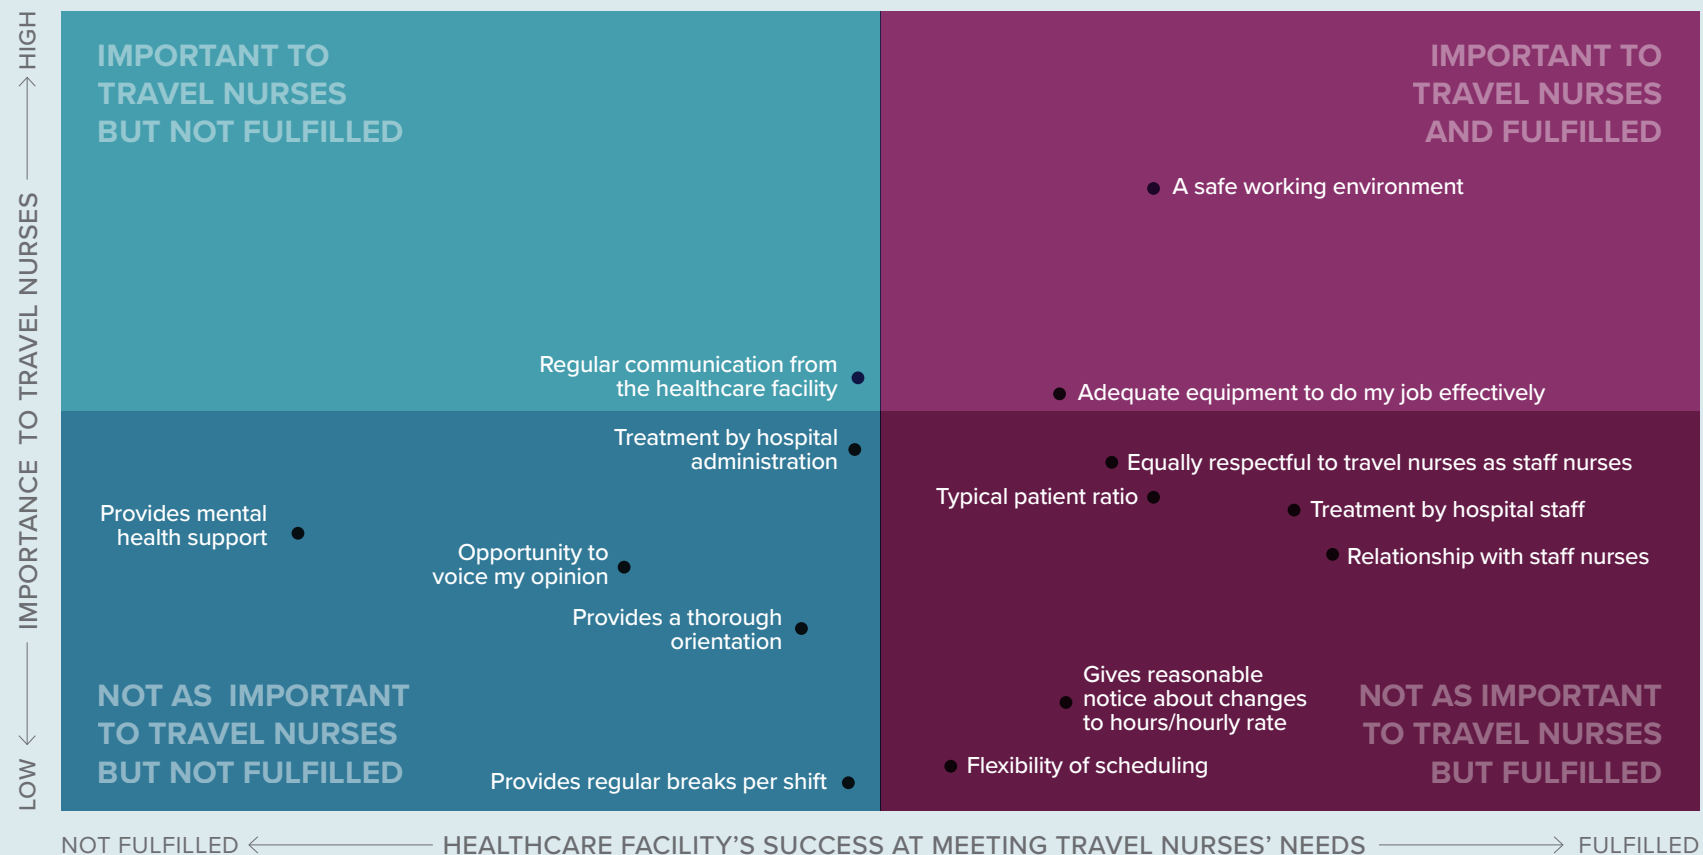 HIGH
IMPORTANCE TO TRAVEL NURSES
LOW
IMPORTANT TO
TRAVEL NURSES
BUT NOT FULFILLED
IMPORTANT TO
TRAVEL NURSES
AND FULFILLED
A safe working environment
Regular communication from
the healthcare facility
Adequate equipment to do my job effectively
Treatment by hospital
administration
Equally respectful to travel nurses as staff nurses
Typical patient ratio
Treatment by hospital staff
Provides mental
health support
Opportunity to
voice my opinion
Relationship with staff nurses
Provides a thorough
orientation
Gives reasonable
notice about changes
to hours/hourly rate
NOT AS IMPORTANT
TO TRAVEL NURSES
BUT NOT FULFILLED
NOT AS IMPORTANT
TO TRAVEL NURSES
BUT FULFILLED
Provides regular breaks per shift
Flexibility of scheduling
NOT FULFILLED
HEALTHCARE FACILITY'S SUCCESS AT MEETING TRAVEL NURSES' NEEDS
FULFILLED